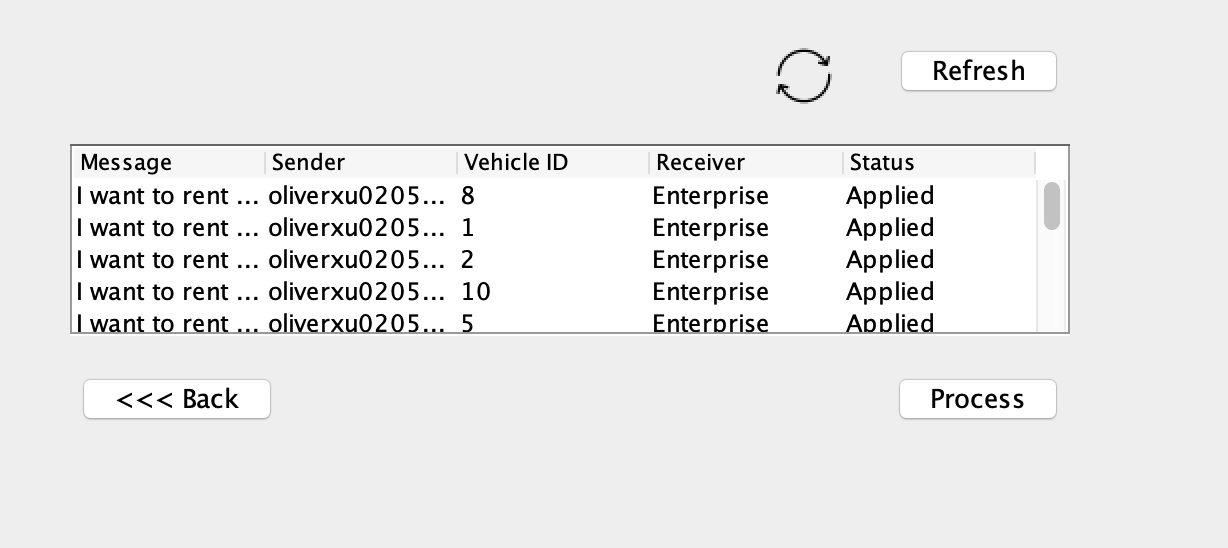 Refresh
Message Sender Vehicle ID Receiver Status
I want to rent ... oliverxu0205... 8 Enterprise Applied
I want to rent ... oliverxu0205... 1 Enterprise Applied
I want to rent ... oliverxu0205... 2 Enterprise Applied
I want to rent ... oliverxu0205... 10 Enterprise Applied
I want to rent ... oliverxu0205... 5 Enterprise Applied
<<< Back Process